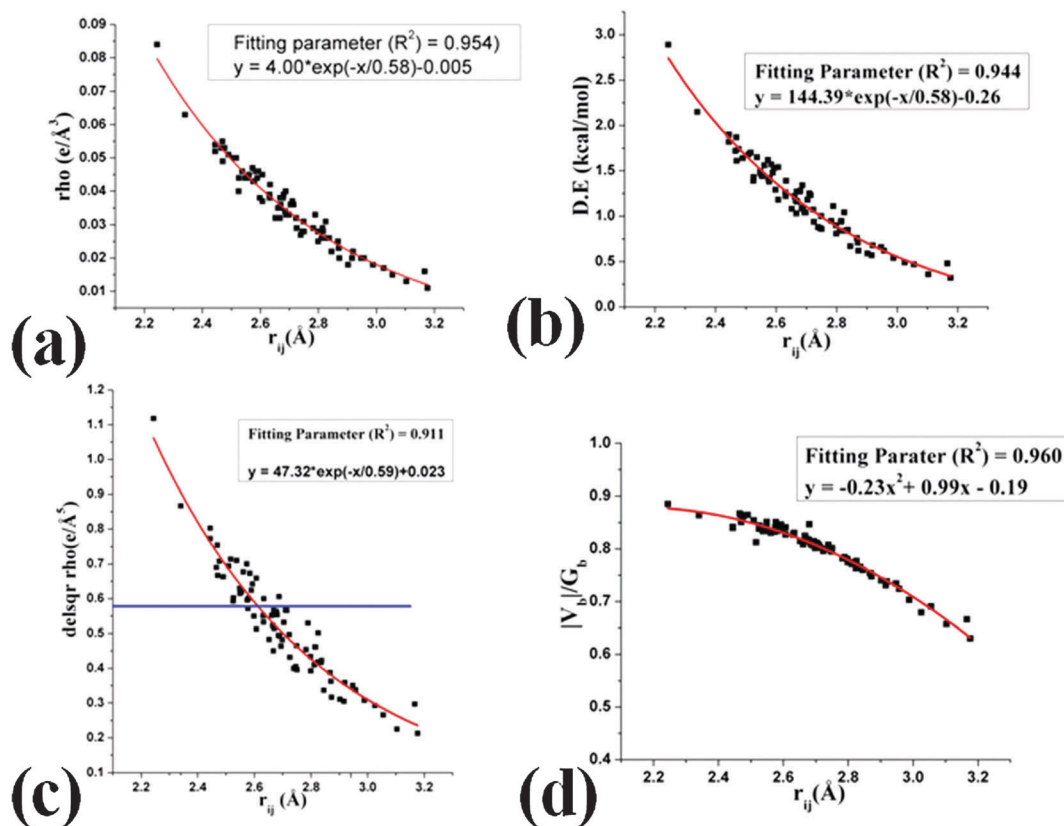 (a)
0.09
0.08
0.07
0.06
0.05
0.04
0.03
0.02
0.01
rho (e/Å³)
Fitting parameter (R²) = 0.954)
y = 4.00*exp(-x/0.58)-0.005
2.2 2.4 2.6 2.8 3.0 3.2
r_ij(Å)
(b)
3.0
2.5
2.0
1.5
1.0
0.5
0.0
D.E (kcal/mol)
Fitting Parameter (R²) = 0.944
y = 144.39*exp(-x/0.58)-0.26
2.2 2.4 2.6 2.8 3.0 3.2
r_ij(Å)
(c)
1.2
1.1
1.0
0.9
0.8
0.7
0.6
0.5
0.4
0.3
0.2
0.1
delsqr rho(e/Å⁵)
Fitting Parameter (R²) = 0.911
y = 47.32*exp(-x/0.59)+0.023
2.2 2.4 2.6 2.8 3.0 3.2
r_ij (Å)
(d)
1.0
0.9
0.8
0.7
0.6
0.5
0.4
|V_b|/G_b
Fitting Parater (R²) = 0.960
y = -0.23x²+ 0.99x - 0.19
2.2 2.4 2.6 2.8 3.0 3.2
r_ij(Å)